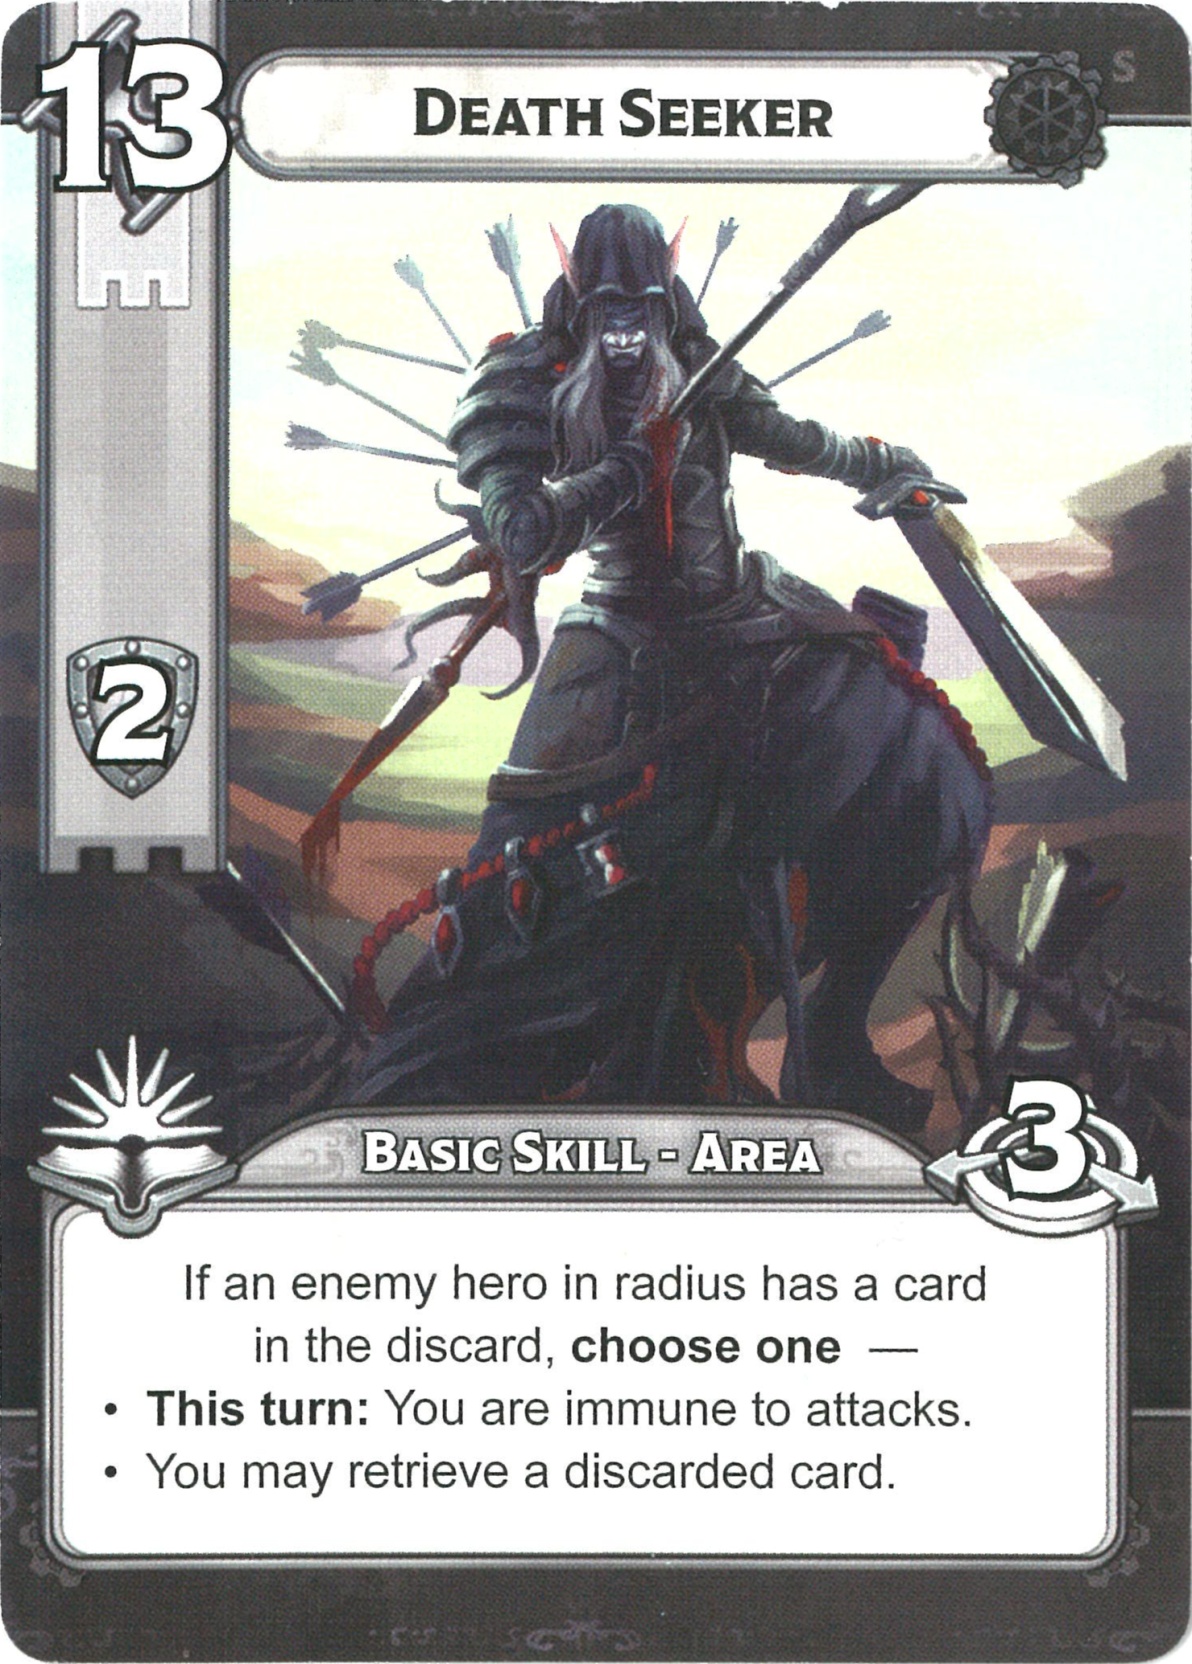 13
DEATH SEEKER
S
2
BASIC SKILL - AREA
3
If an enemy hero in radius has a card
in the discard, choose one —
• This turn: You are immune to attacks.
• You may retrieve a discarded card.